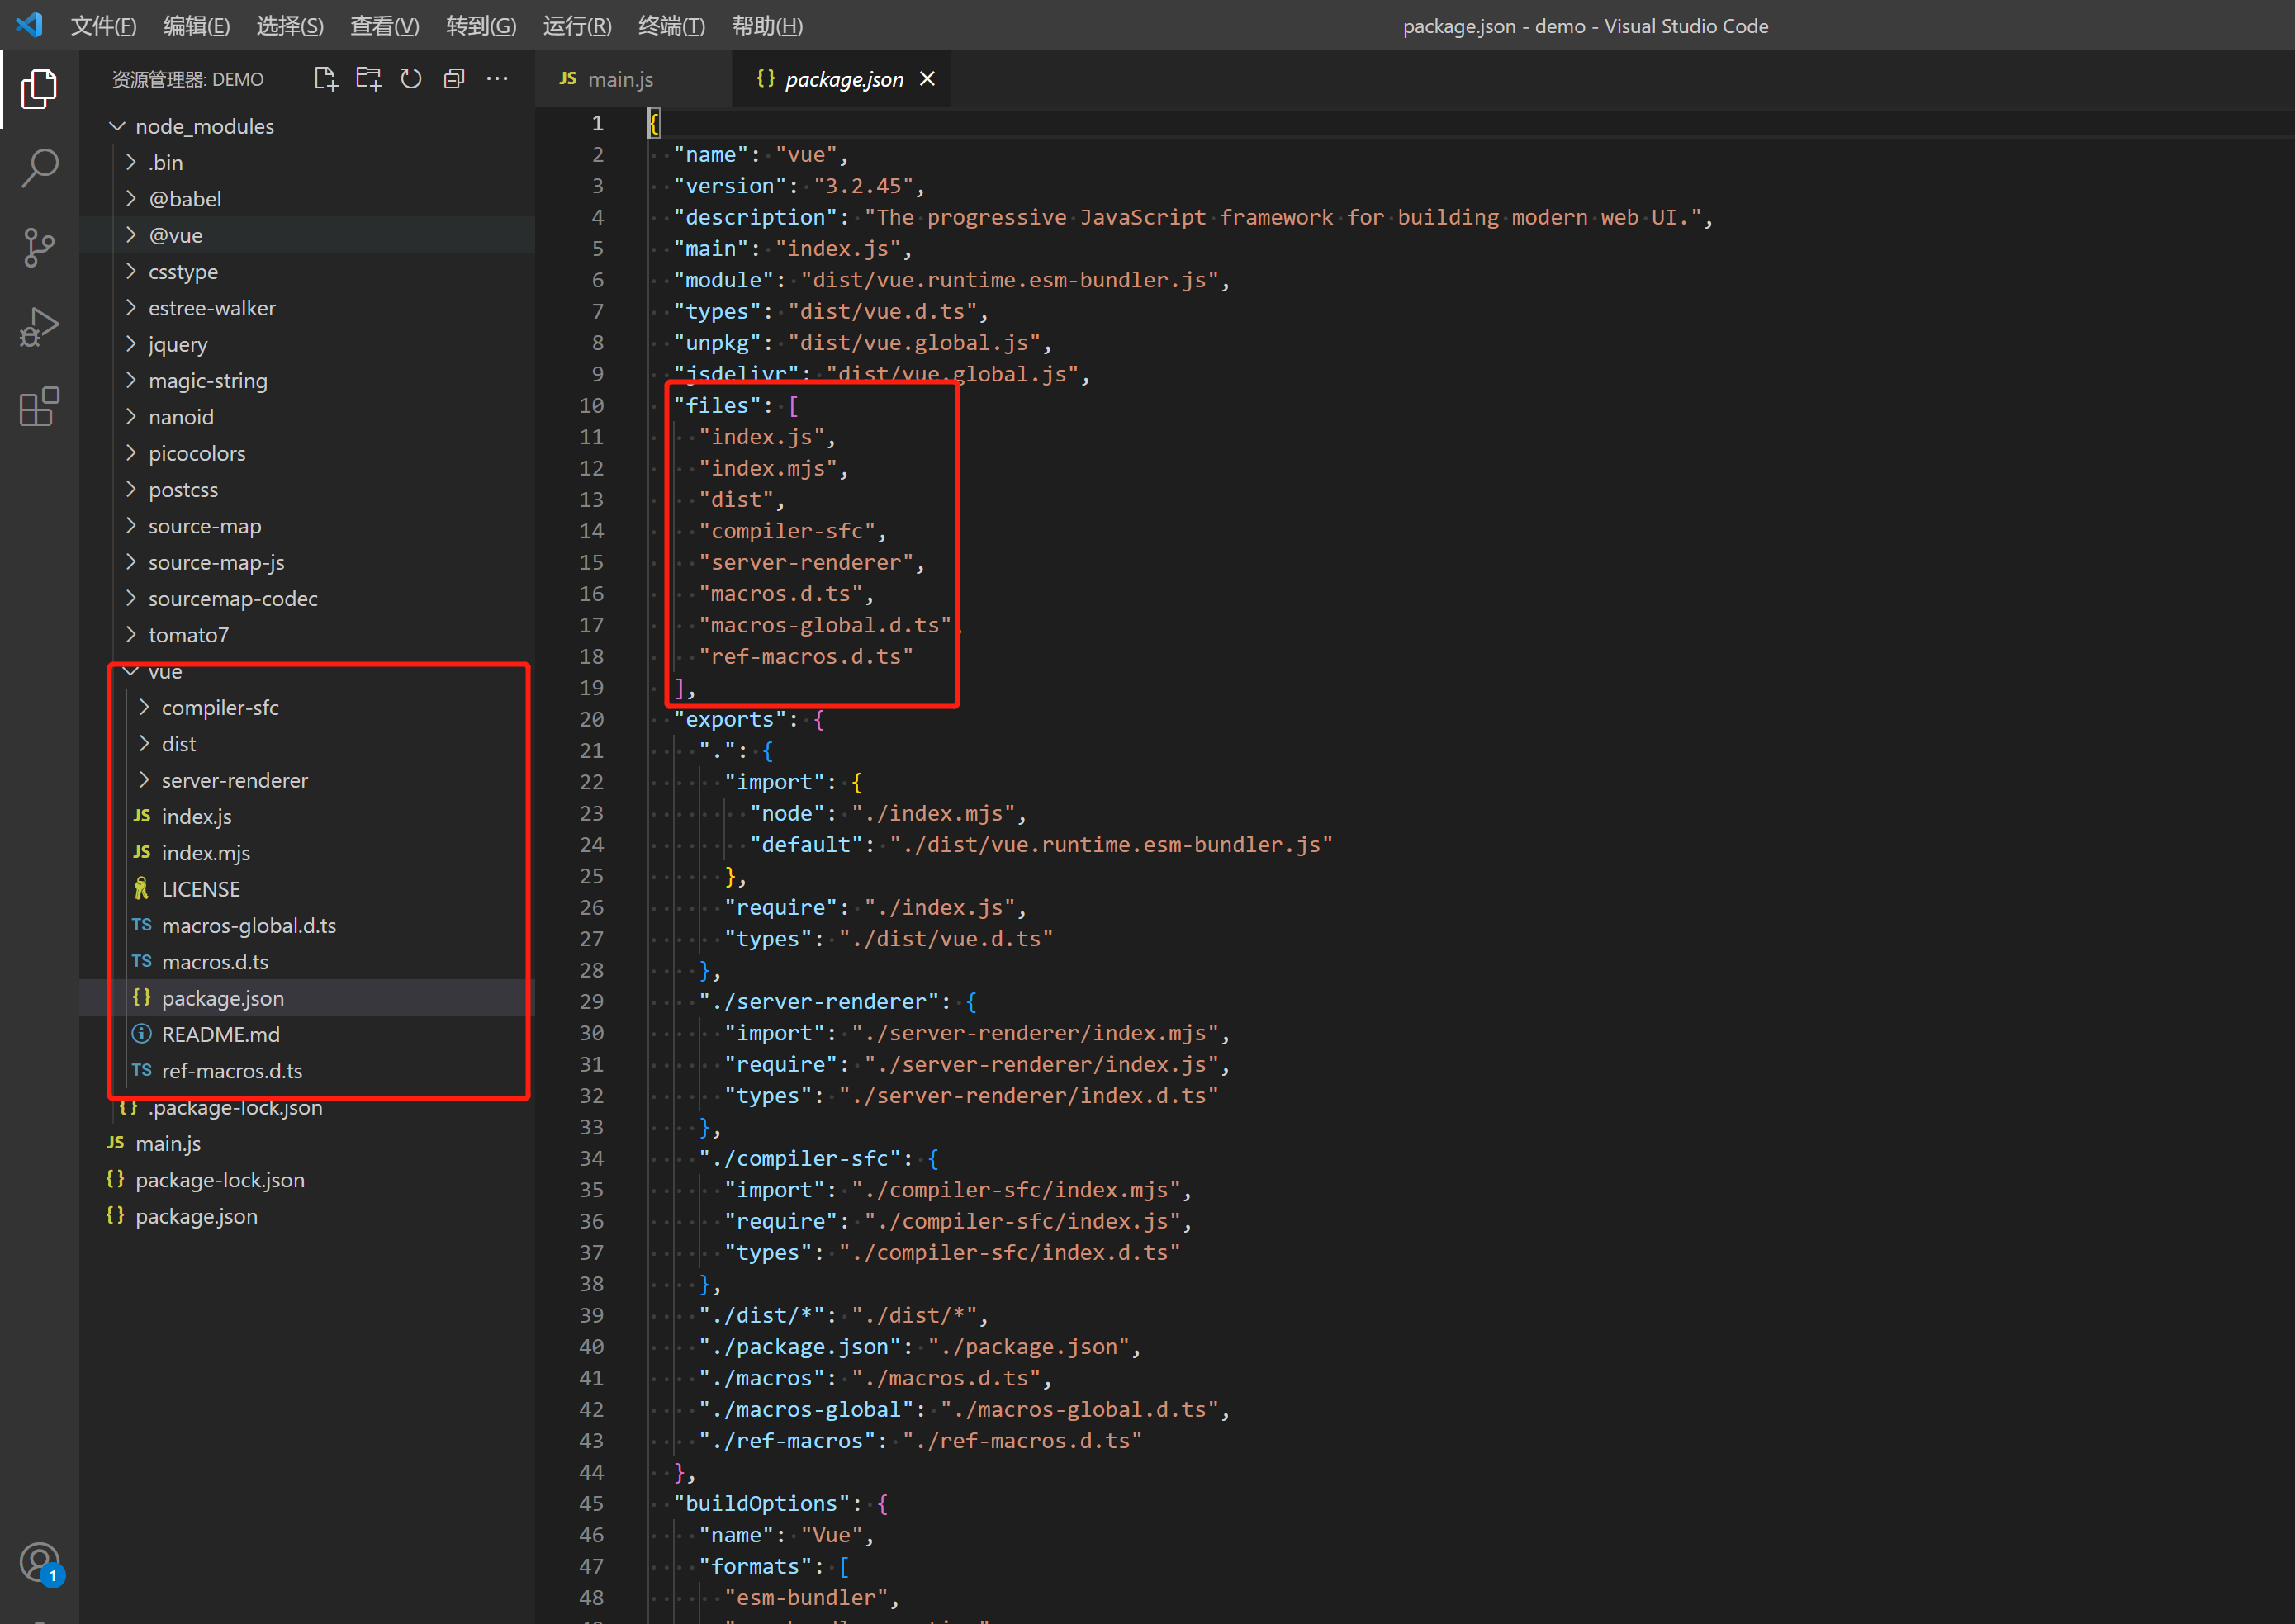 文件(F) 编辑(E) 选择(S) 查看(V) 转到(G) 运行(R) 终端(T) 帮助(H) package.json - demo - Visual Studio Code
资源管理器: DEMO
node_modules
.bin
@babel
@vue
csstype
estree-walker
jquery
magic-string
nanoid
picocolors
postcss
source-map
source-map-js
sourcemap-codec
tomato7
vue
compiler-sfc
dist
server-renderer
JS index.js
JS index.mjs
LICENSE
TS macros-global.d.ts
TS macros.d.ts
{} package.json
README.md
TS ref-macros.d.ts
{} .package-lock.json
JS main.js
{} package-lock.json
{} package.json
1
JS main.js {} package.json
1 {
2 "name": "vue",
3 "version": "3.2.45",
4 "description": "The progressive JavaScript framework for building modern web UI.",
5 "main": "index.js",
6 "module": "dist/vue.runtime.esm-bundler.js",
7 "types": "dist/vue.d.ts",
8 "unpkg": "dist/vue.global.js",
9 "jsdelivr": "dist/vue.global.js",
10 "files": [
11 "index.js",
12 "index.mjs",
13 "dist",
14 "compiler-sfc",
15 "server-renderer",
16 "macros.d.ts",
17 "macros-global.d.ts",
18 "ref-macros.d.ts"
19 ],
20 "exports": {
21 ".": {
22 "import": {
23 "node": "./index.mjs",
24 "default": "./dist/vue.runtime.esm-bundler.js"
25 },
26 "require": "./index.js",
27 "types": "./dist/vue.d.ts"
28 },
29 "./server-renderer": {
30 "import": "./server-renderer/index.mjs",
31 "require": "./server-renderer/index.js",
32 "types": "./server-renderer/index.d.ts"
33 },
34 "./compiler-sfc": {
35 "import": "./compiler-sfc/index.mjs",
36 "require": "./compiler-sfc/index.js",
37 "types": "./compiler-sfc/index.d.ts"
38 },
39 "./dist/*": "./dist/*",
40 "./package.json": "./package.json",
41 "./macros": "./macros.d.ts",
42 "./macros-global": "./macros-global.d.ts",
43 "./ref-macros": "./ref-macros.d.ts"
44 },
45 "buildOptions": {
46 "name": "Vue",
47 "formats": [
48 "esm-bundler",